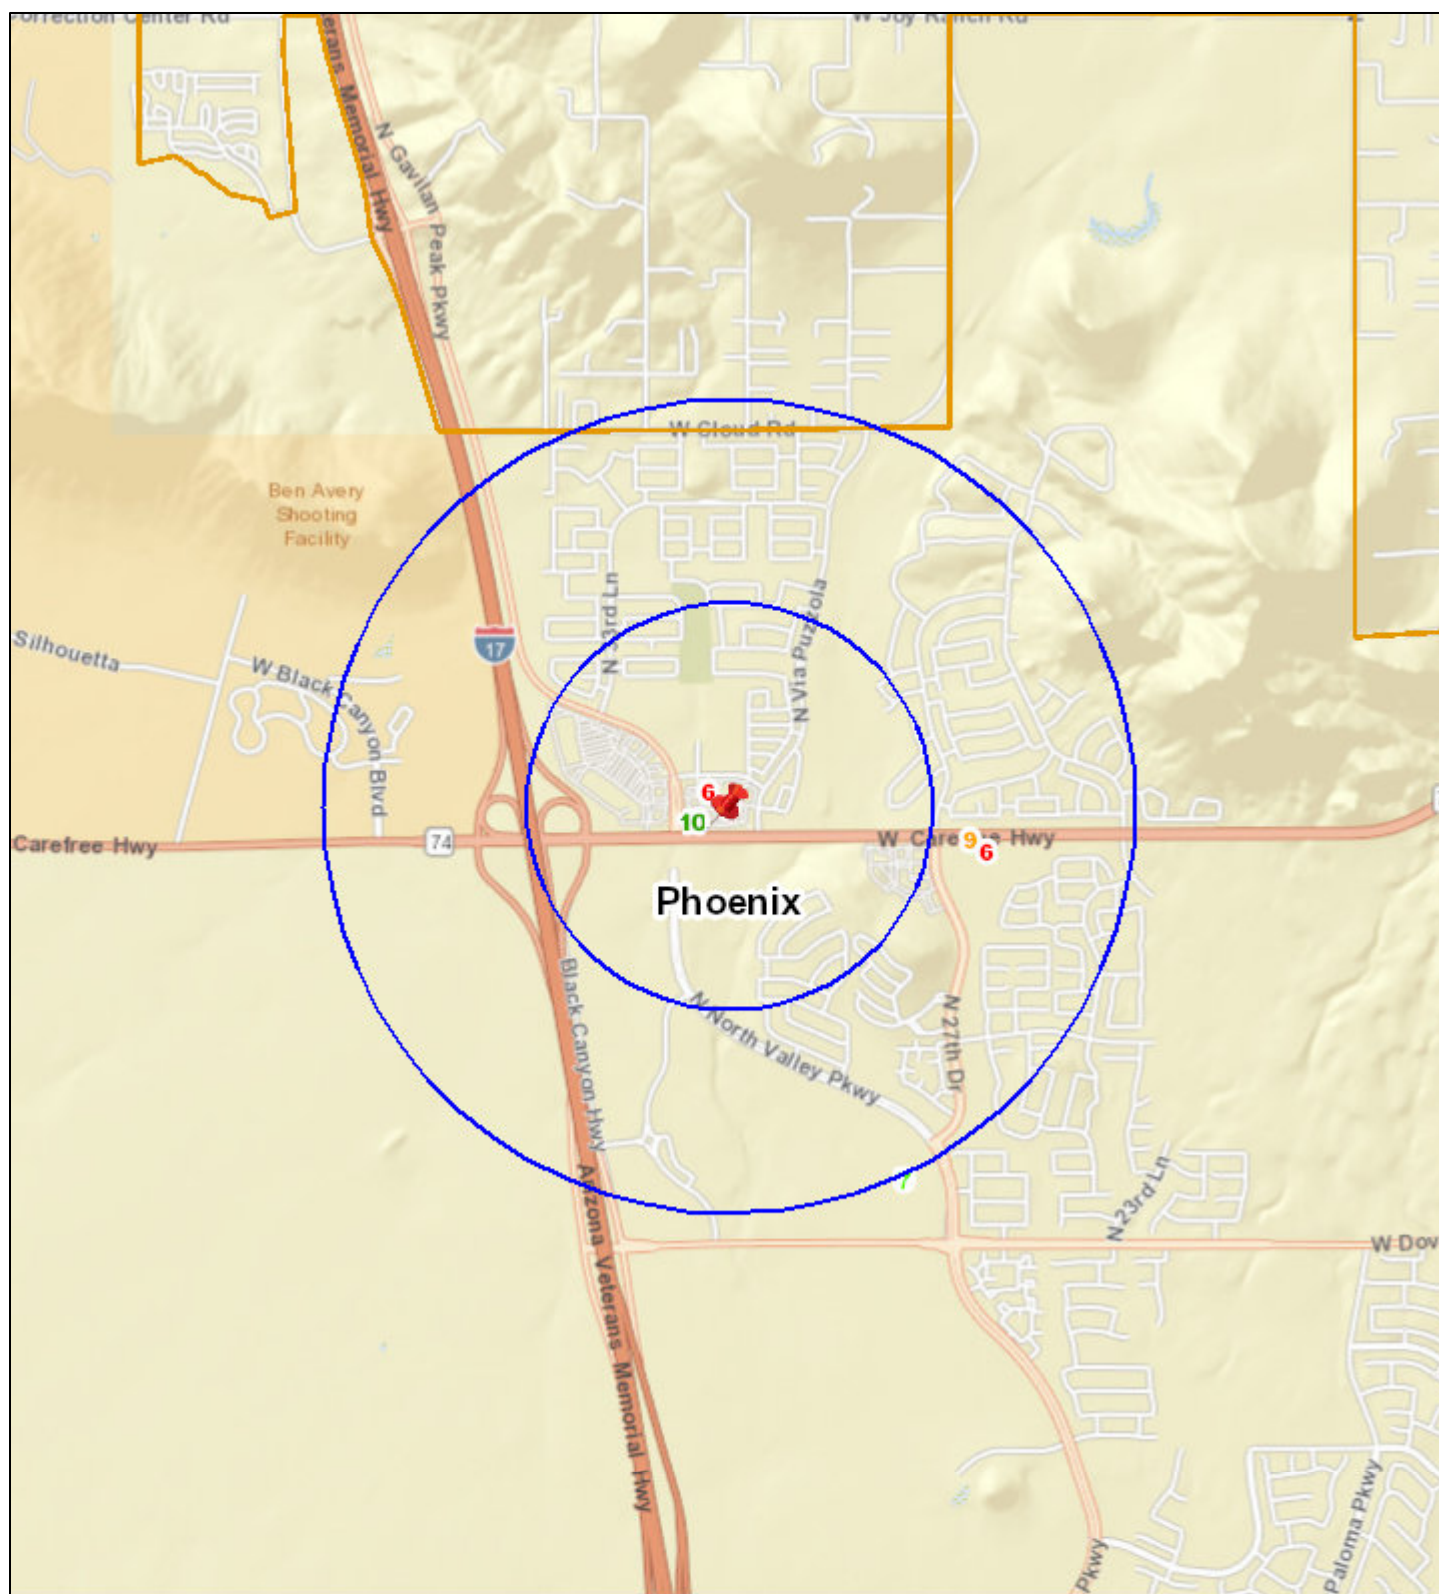 Correction Center Rd
W Joy Ranch Rd
erans Memorial Hwy
N Gavilan Peak Pkwy
W Cloud Rd
Ben Avery
Shooting
Facility
N 33rd Ln
N Via Puzzola
17
Silhouetta
W Black Canyon Blvd
6
10
74
Carefree Hwy
W Carefree Hwy
9
6
Phoenix
Black Canyon Hwy
N North Valley Pkwy
N 27th Dr
7
N 23rd Ln
Arizona Veterans Memorial Hwy
W Dov
Paloma Pkwy
Pkwy